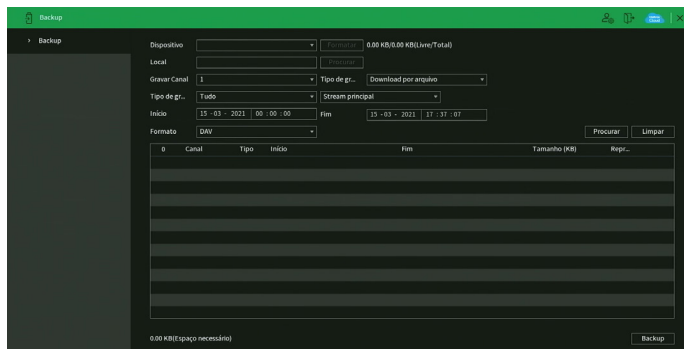 Backup
Backup
Dispositivo Formatar 0.00 KB/0.00 KB(Livre/Total)
Local Procurar
Gravar Canal 1 Tipo de gr... Download por arquivo
Tipo de gr... Tudo Stream principal
Início 15 -03 - 2021 00 : 00 : 00 Fim 15 -03 - 2021 17 : 37 : 07
Formato DAV Procurar Limpar
0 Canal Tipo Início Fim Tamanho (KB) Repr...
0.00 KB(Espaço necessário) Backup